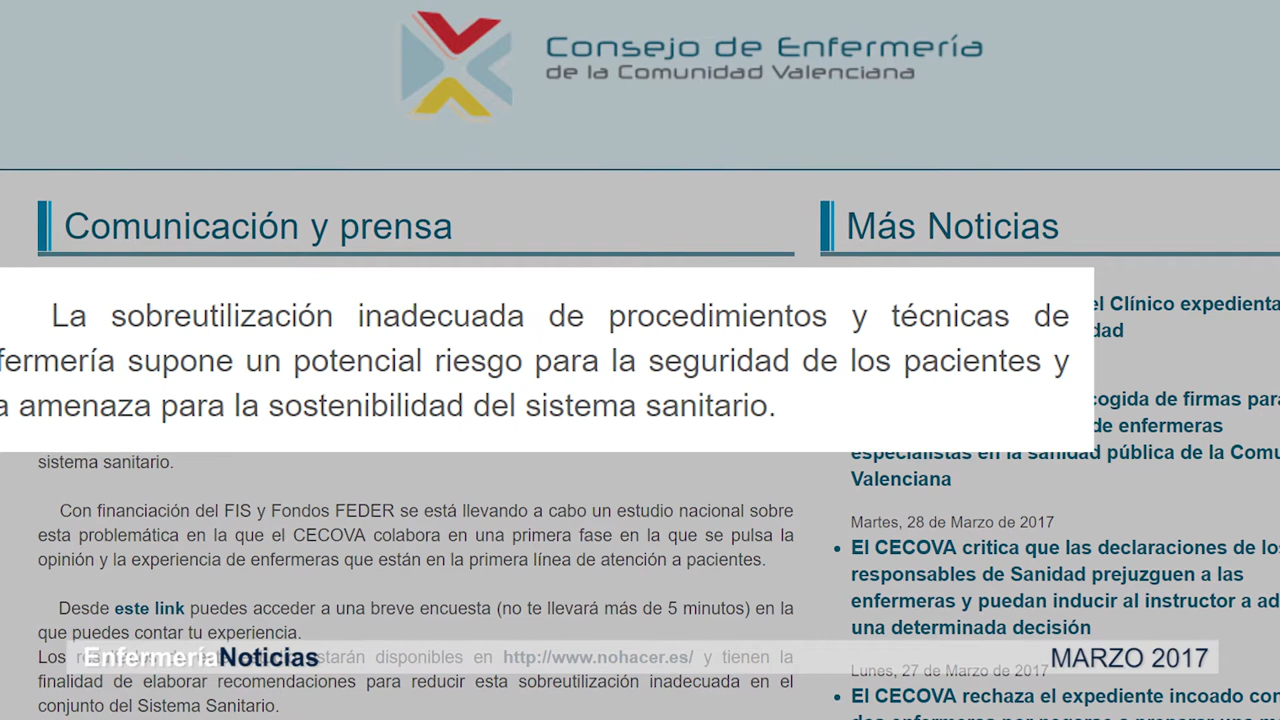 Consejo de Enfermería
de la Comunidad Valenciana
Comunicación y prensa
La sobreutilización inadecuada de procedimientos y técnicas de
fermería supone un potencial riesgo para la seguridad de los pacientes y
a amenaza para la sostenibilidad del sistema sanitario.
sistema sanitario.
Con financiación del FIS y Fondos FEDER se está llevando a cabo un estudio nacional sobre
esta problemática en la que el CECOVA colabora en una primera fase en la que se pulsa la
opinión y la experiencia de enfermeras que están en la primera línea de atención a pacientes.
Desde este link puedes acceder a una breve encuesta (no te llevará más de 5 minutos) en la
que puedes contar tu experiencia.
Los estarán disponibles en http://www.nohacer.es/ y tienen la
finalidad de elaborar recomendaciones para reducir esta sobreutilización inadecuada en el
conjunto del Sistema Sanitario.
Más Noticias
el Clínico expedienta
dad
cogida de firmas para
de enfermeras
especialistas en la sanidad pública de la Comu
Valenciana
Martes, 28 de Marzo de 2017
• El CECOVA critica que las declaraciones de los
responsables de Sanidad prejuzguen a las
enfermeras y puedan inducir al instructor a ad
una determinada decisión
Lunes, 27 de Marzo de 2017
• El CECOVA rechaza el expediente incoado con
EnfermeríaNoticias
MARZO 2017